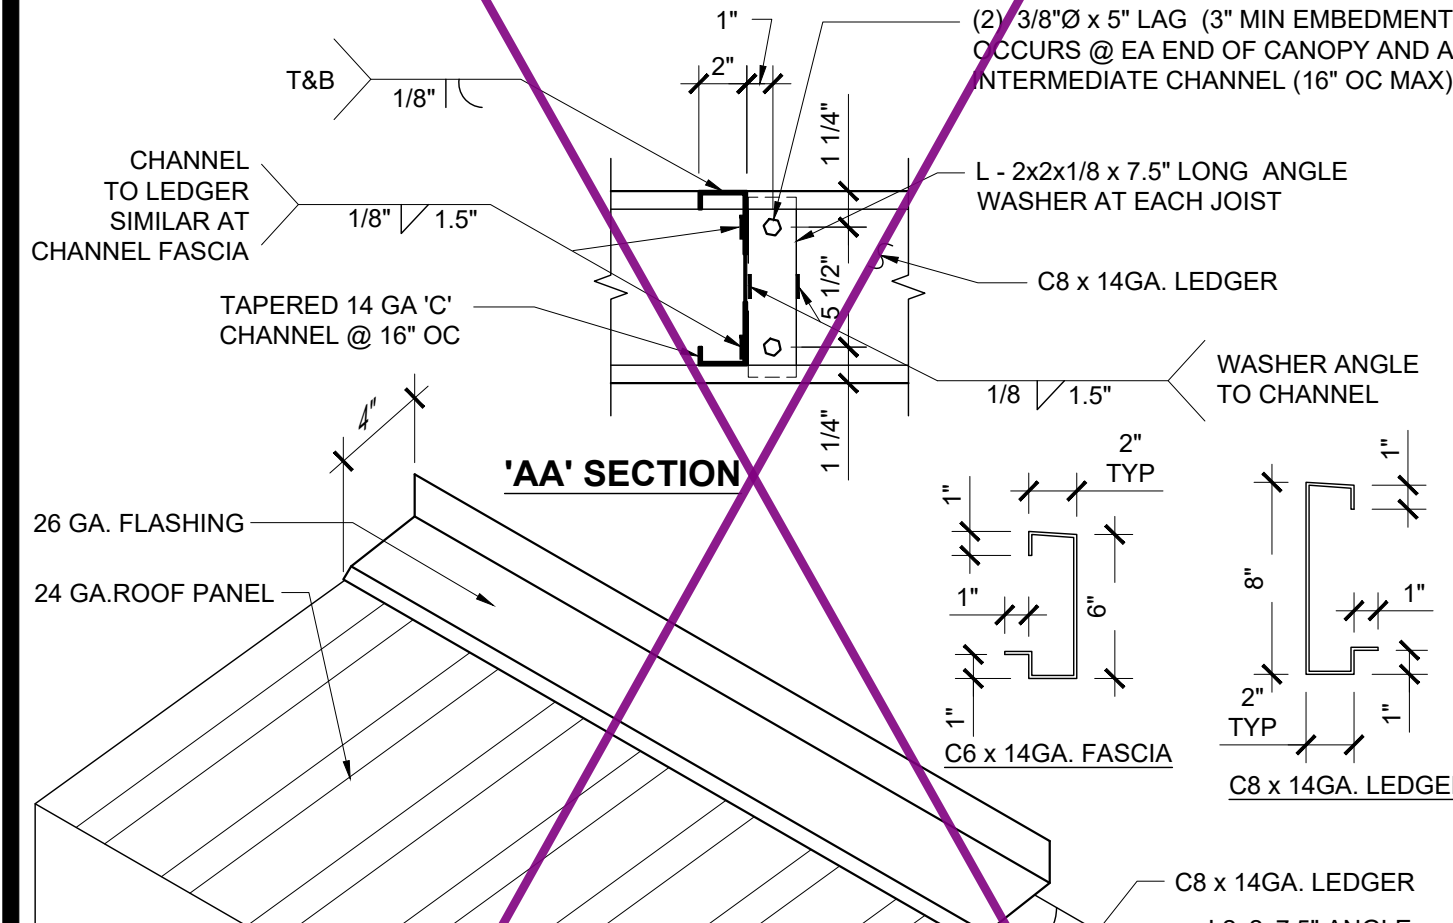 1"
(2) 3/8"Ø x 5" LAG (3" MIN EMBEDMENT
OCCURS @ EA END OF CANOPY AND A
INTERMEDIATE CHANNEL (16" OC MAX)
T&B
1/8"
2"
1 1/4"
CHANNEL
TO LEDGER
SIMILAR AT
CHANNEL FASCIA
1/8"
1.5"
L - 2x2x1/8 x 7.5" LONG ANGLE
WASHER AT EACH JOIST
5 1/2"
C8 x 14GA. LEDGER
TAPERED 14 GA 'C'
CHANNEL @ 16" OC
WASHER ANGLE
TO CHANNEL
1/8
1.5"
1 1/4"
4"
'AA' SECTION
26 GA. FLASHING
24 GA.ROOF PANEL
2"
TYP
1"
1"
6"
1"
C6 x 14GA. FASCIA
1"
8"
1"
2"
TYP
1"
C8 x 14GA. LEDGE
C8 x 14GA. LEDGER